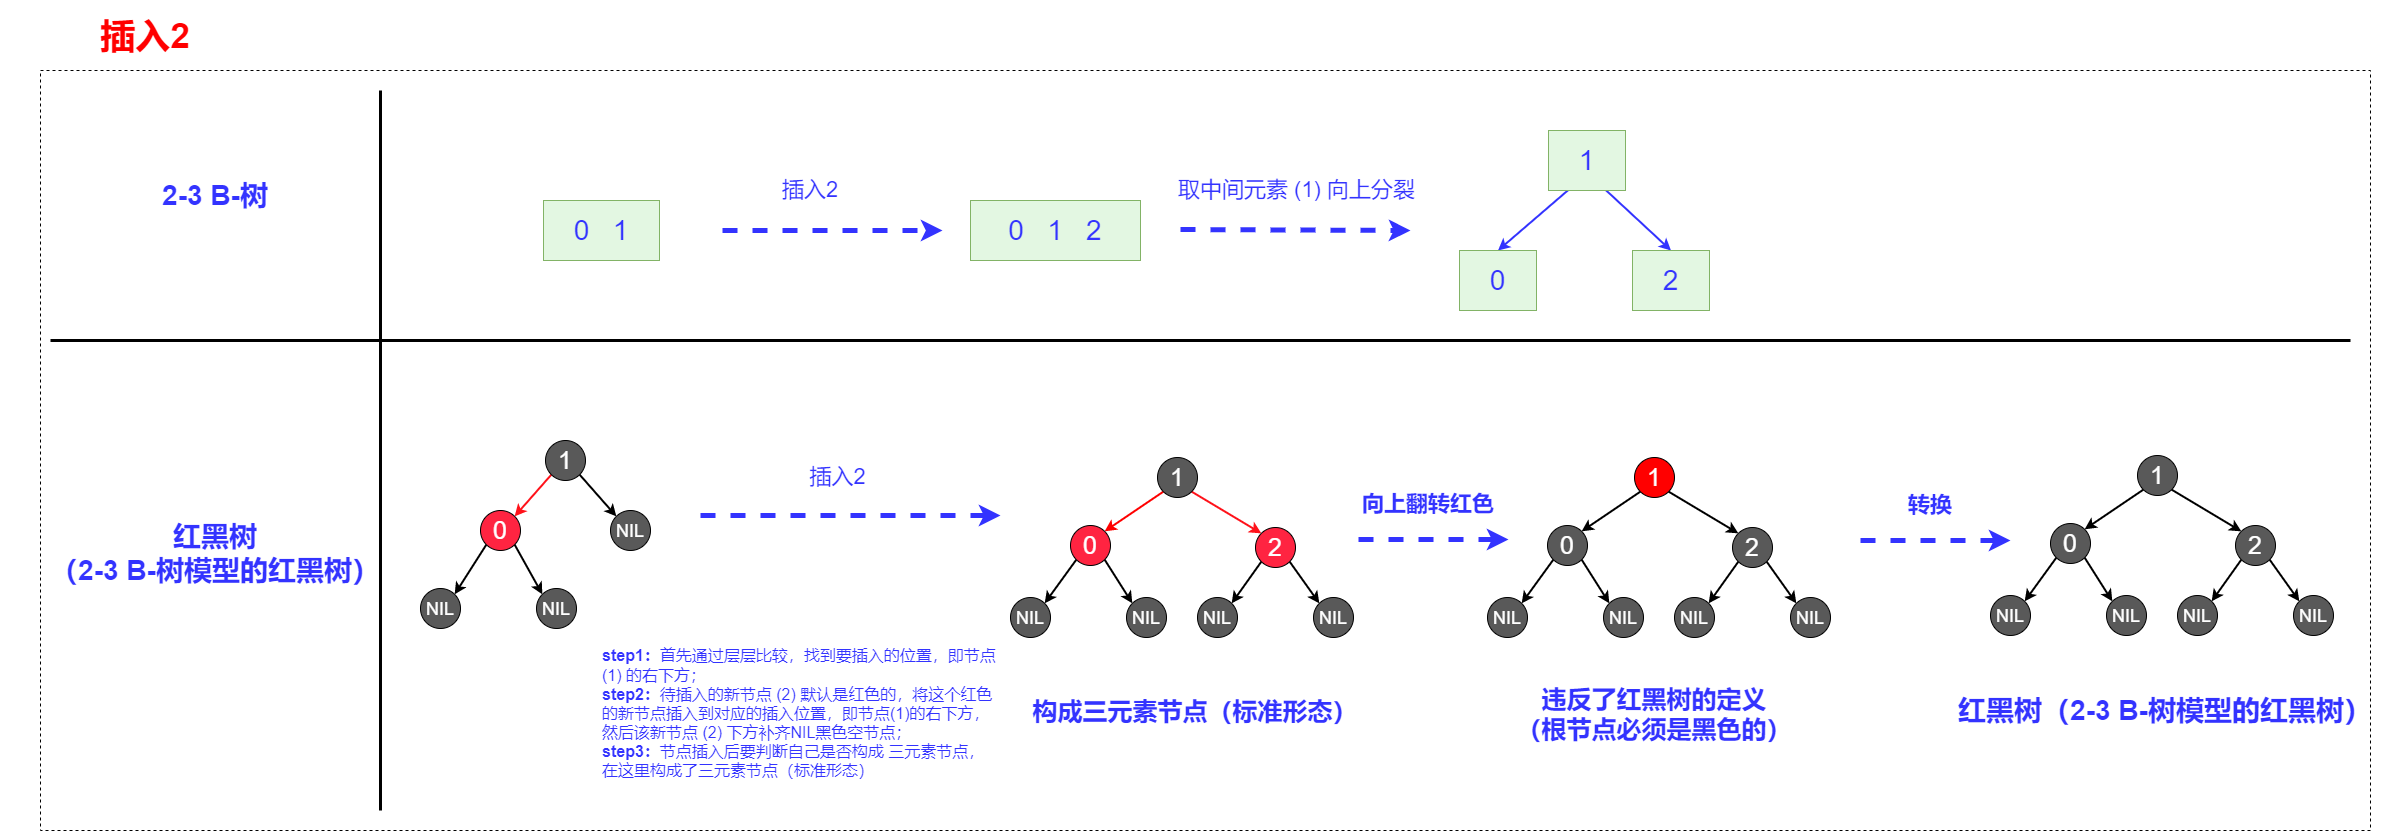 插入2
2-3 B-树
0 1
插入2
0 1 2
取中间元素 (1) 向上分裂
1
0
2
红黑树
（2-3 B-树模型的红黑树）
1
0
NIL
NIL
NIL
插入2
step1：首先通过层层比较，找到要插入的位置，即节点
(1) 的右下方；
step2：待插入的新节点 (2) 默认是红色的，将这个红色
的新节点插入到对应的插入位置，即节点(1)的右下方，
然后该新节点 (2) 下方补齐NIL黑色空节点；
step3：节点插入后要判断自己是否构成 三元素节点，
在这里构成了三元素节点（标准形态）
1
0
2
NIL
NIL
NIL
NIL
构成三元素节点（标准形态）
向上翻转红色
1
0
2
NIL
NIL
NIL
NIL
违反了红黑树的定义
（根节点必须是黑色的）
转换
1
0
2
NIL
NIL
NIL
NIL
红黑树（2-3 B-树模型的红黑树）